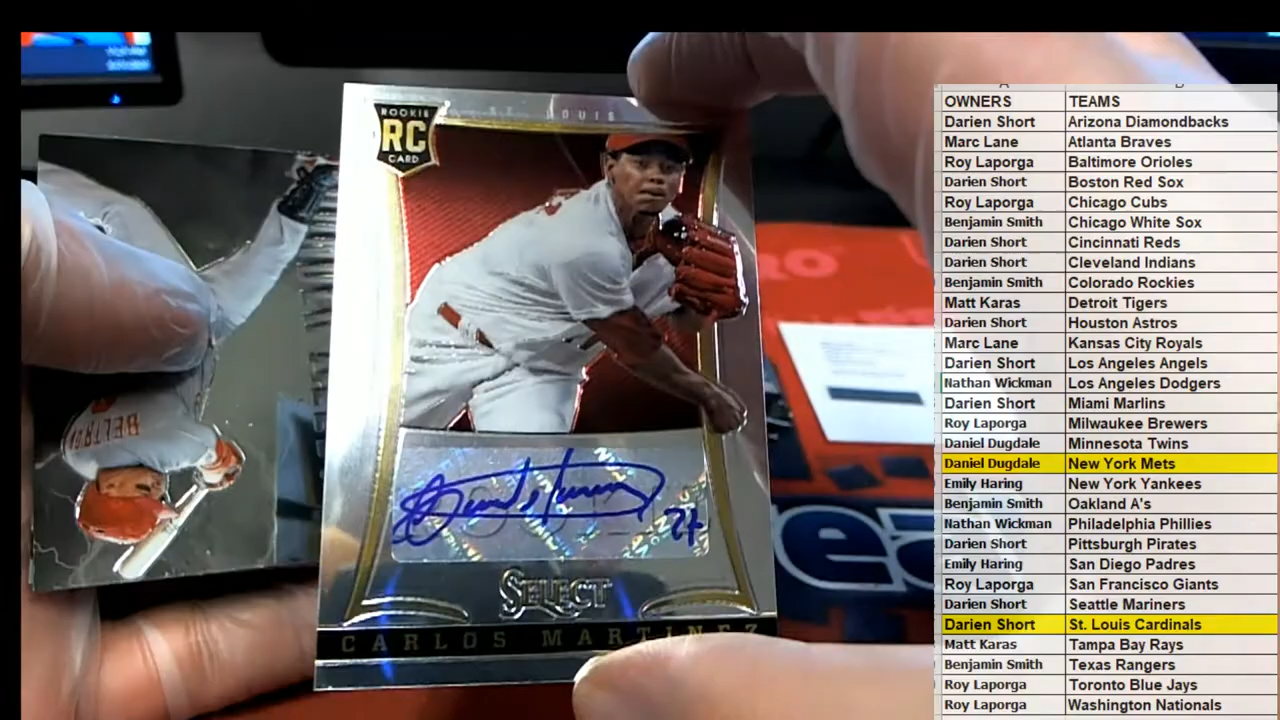 ROOKIE
RC
CARD
ST. LOUIS
BELTRAN
SELECT
CARLOS MARTINEZ
27
OWNERS TEAMS
Darien Short Arizona Diamondbacks
Marc Lane Atlanta Braves
Roy Laporga Baltimore Orioles
Darien Short Boston Red Sox
Roy Laporga Chicago Cubs
Benjamin Smith Chicago White Sox
Darien Short Cincinnati Reds
Darien Short Cleveland Indians
Benjamin Smith Colorado Rockies
Matt Karas Detroit Tigers
Darien Short Houston Astros
Marc Lane Kansas City Royals
Darien Short Los Angeles Angels
Nathan Wickman Los Angeles Dodgers
Darien Short Miami Marlins
Roy Laporga Milwaukee Brewers
Daniel Dugdale Minnesota Twins
Daniel Dugdale New York Mets
Emily Haring New York Yankees
Benjamin Smith Oakland A's
Nathan Wickman Philadelphia Phillies
Darien Short Pittsburgh Pirates
Emily Haring San Diego Padres
Roy Laporga San Francisco Giants
Darien Short Seattle Mariners
Darien Short St. Louis Cardinals
Matt Karas Tampa Bay Rays
Benjamin Smith Texas Rangers
Roy Laporga Toronto Blue Jays
Roy Laporga Washington Nationals